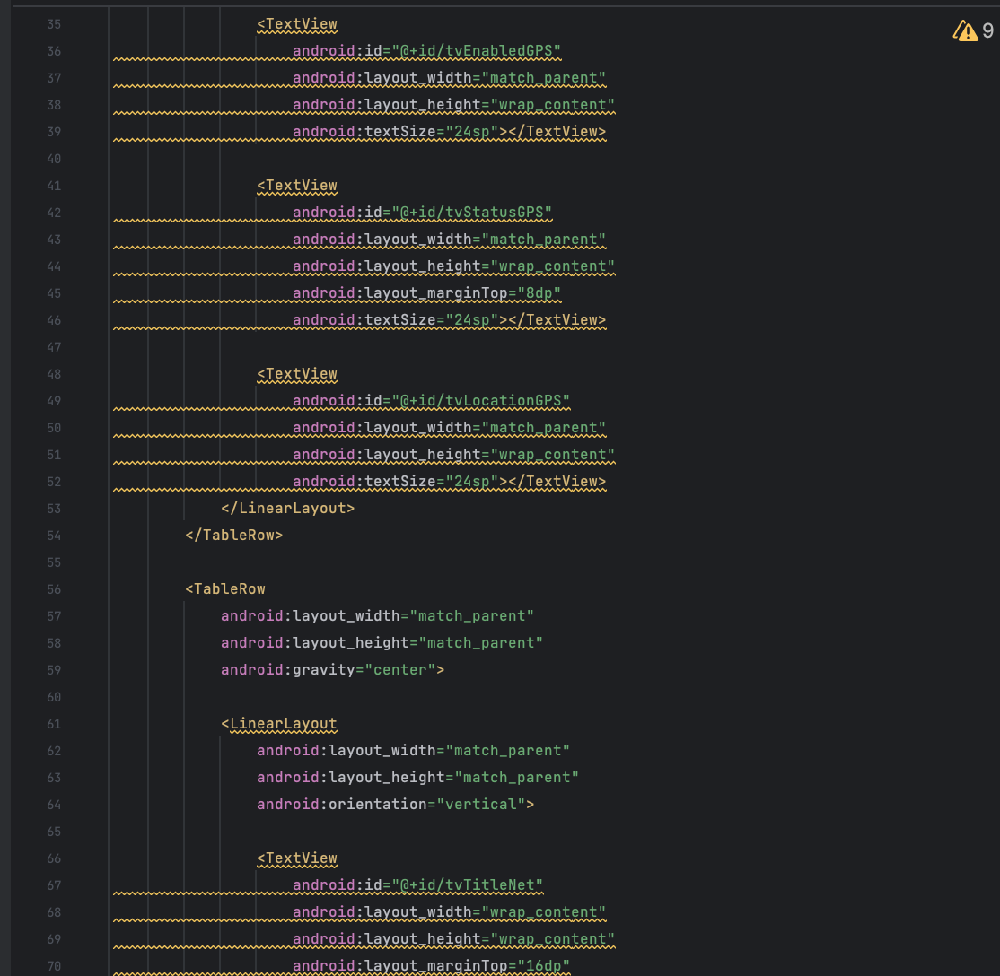 9
35 <TextView
36 android:id="@+id/tvEnabledGPS"
37 android:layout_width="match_parent"
38 android:layout_height="wrap_content"
39 android:textSize="24sp"></TextView>
40
41 <TextView
42 android:id="@+id/tvStatusGPS"
43 android:layout_width="match_parent"
44 android:layout_height="wrap_content"
45 android:layout_marginTop="8dp"
46 android:textSize="24sp"></TextView>
47
48 <TextView
49 android:id="@+id/tvLocationGPS"
50 android:layout_width="match_parent"
51 android:layout_height="wrap_content"
52 android:textSize="24sp"></TextView>
53 </LinearLayout>
54 </TableRow>
55
56 <TableRow
57 android:layout_width="match_parent"
58 android:layout_height="match_parent"
59 android:gravity="center">
60
61 <LinearLayout
62 android:layout_width="match_parent"
63 android:layout_height="match_parent"
64 android:orientation="vertical">
65
66 <TextView
67 android:id="@+id/tvTitleNet"
68 android:layout_width="wrap_content"
69 android:layout_height="wrap_content"
70 android:layout_marginTop="16dp"